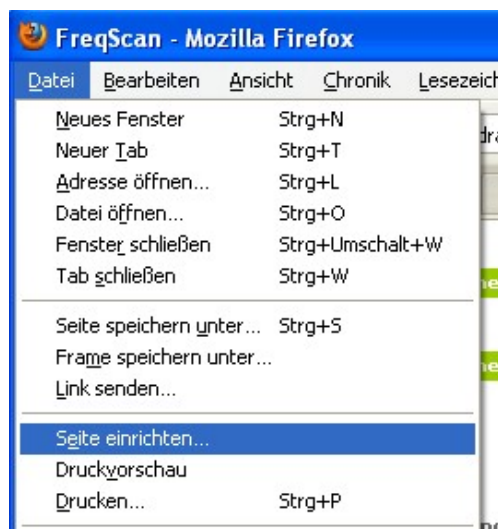 FreqScan - Mozilla Firefox
Datei Bearbeiten Ansicht Chronik
Neues Fenster Strg+N
Neuer Tab Strg+T
Adresse öffnen... Strg+L
Datei öffnen... Strg+O
Fenster schließen Strg+Umschalt+W
Tab schließen Strg+W
Seite speichern unter... Strg+S
Frame speichern unter...
Link senden...
Seite einrichten...
Druckvorschau
Drucken... Strg+P